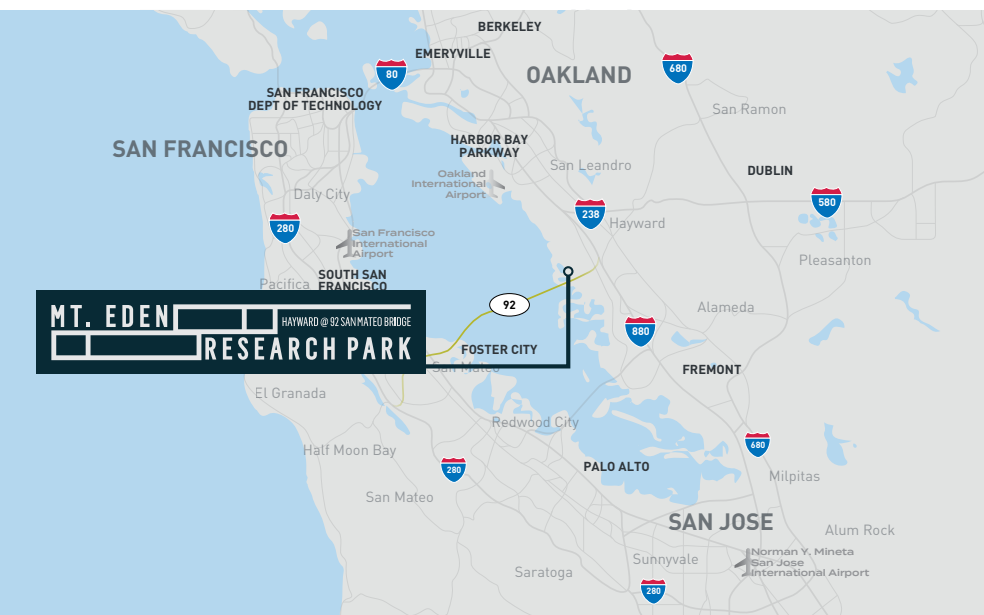 BERKELEY
EMERYVILLE
80
OAKLAND
680
SAN FRANCISCO
DEPT OF TECHNOLOGY
San Ramon
SAN FRANCISCO
HARBOR BAY
PARKWAY
San Leandro
DUBLIN
Oakland
International
Airport
Daly City
580
238
Hayward
280
San Francisco
International
Airport
Pleasanton
Pacifica
SOUTH SAN
FRANCISCO
92
Alameda
MT. EDEN
HAYWARD @ 92 SAN MATEO BRIDGE
RESEARCH PARK
880
FOSTER CITY
San Mateo
FREMONT
El Granada
Redwood City
Half Moon Bay
680
280
PALO ALTO
Milpitas
San Mateo
SAN JOSE
Alum Rock
Norman Y. Mineta
San Jose
International Airport
Sunnyvale
Saratoga
280